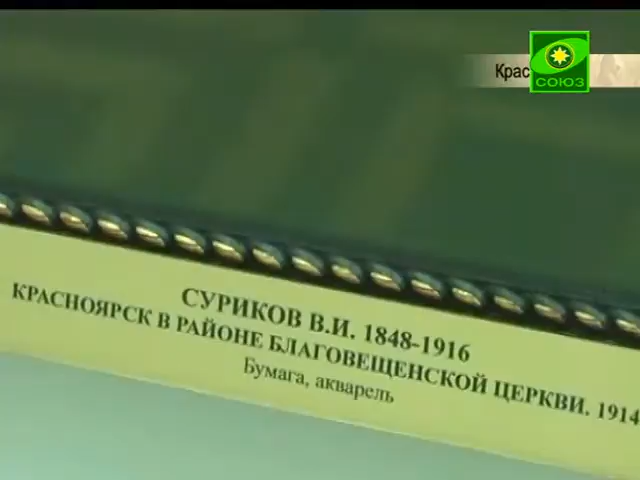 Крас
СОЮЗ
СУРИКОВ В.И. 1848-1916
КРАСНОЯРСК В РАЙОНЕ БЛАГОВЕЩЕНСКОЙ ЦЕРКВИ. 1914
Бумага, акварель